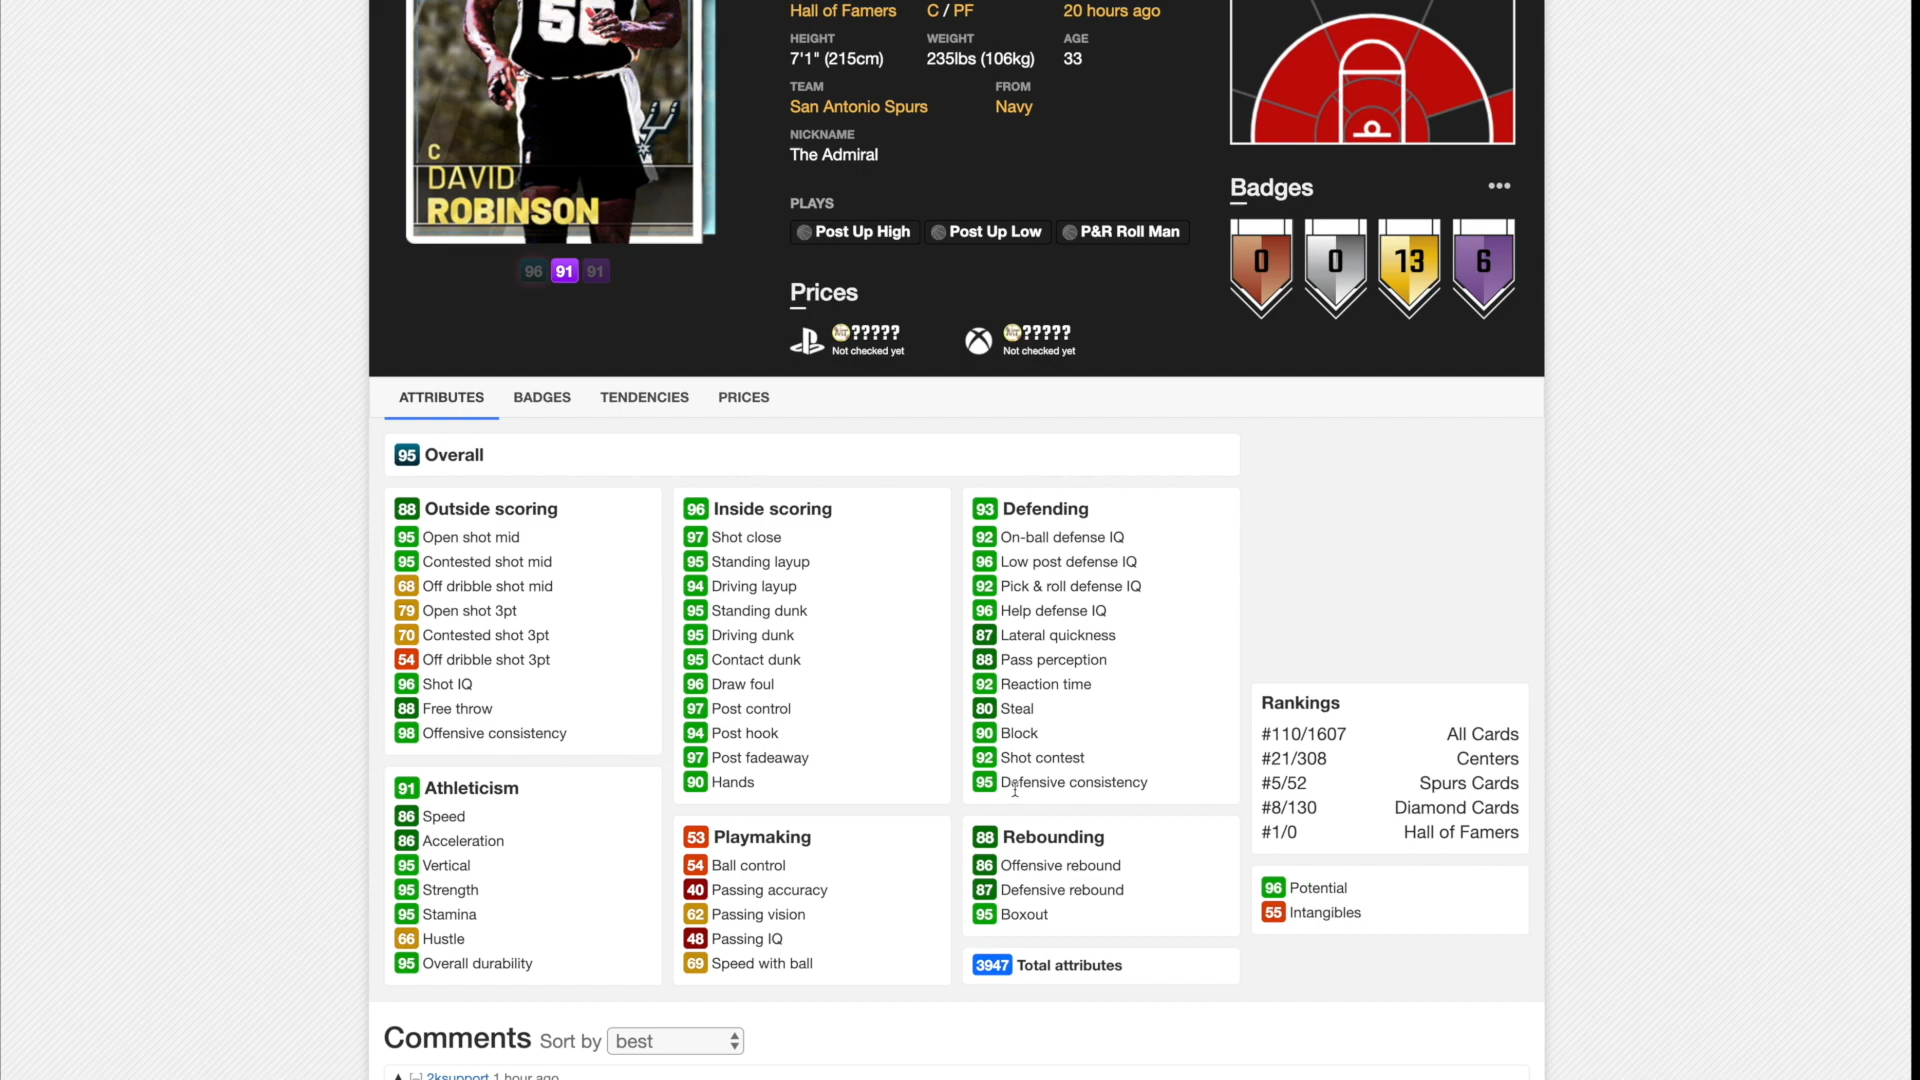 50
C
DAVID
ROBINSON
96 91 91
Hall of Famers C / PF 20 hours ago
HEIGHT WEIGHT AGE
7'1" (215cm) 235lbs (106kg) 33
TEAM FROM
San Antonio Spurs Navy
NICKNAME
The Admiral
PLAYS
Post Up High Post Up Low P&R Roll Man
Prices
????? ?????
Not checked yet Not checked yet
Badges
0 0 13 6
ATTRIBUTES BADGES TENDENCIES PRICES
95 Overall
88 Outside scoring
95 Open shot mid
95 Contested shot mid
68 Off dribble shot mid
79 Open shot 3pt
70 Contested shot 3pt
54 Off dribble shot 3pt
96 Shot IQ
88 Free throw
98 Offensive consistency
91 Athleticism
86 Speed
86 Acceleration
95 Vertical
95 Strength
95 Stamina
66 Hustle
95 Overall durability
96 Inside scoring
97 Shot close
95 Standing layup
94 Driving layup
95 Standing dunk
95 Driving dunk
95 Contact dunk
96 Draw foul
97 Post control
94 Post hook
97 Post fadeaway
90 Hands
53 Playmaking
54 Ball control
40 Passing accuracy
62 Passing vision
48 Passing IQ
69 Speed with ball
93 Defending
92 On-ball defense IQ
96 Low post defense IQ
92 Pick & roll defense IQ
96 Help defense IQ
87 Lateral quickness
88 Pass perception
92 Reaction time
80 Steal
90 Block
92 Shot contest
95 Defensive consistency
88 Rebounding
86 Offensive rebound
87 Defensive rebound
95 Boxout
3947 Total attributes
Rankings
#110/1607 All Cards
#21/308 Centers
#5/52 Spurs Cards
#8/130 Diamond Cards
#1/0 Hall of Famers
96 Potential
55 Intangibles
Comments Sort by best
[–] 2ksupport 1 hour ago